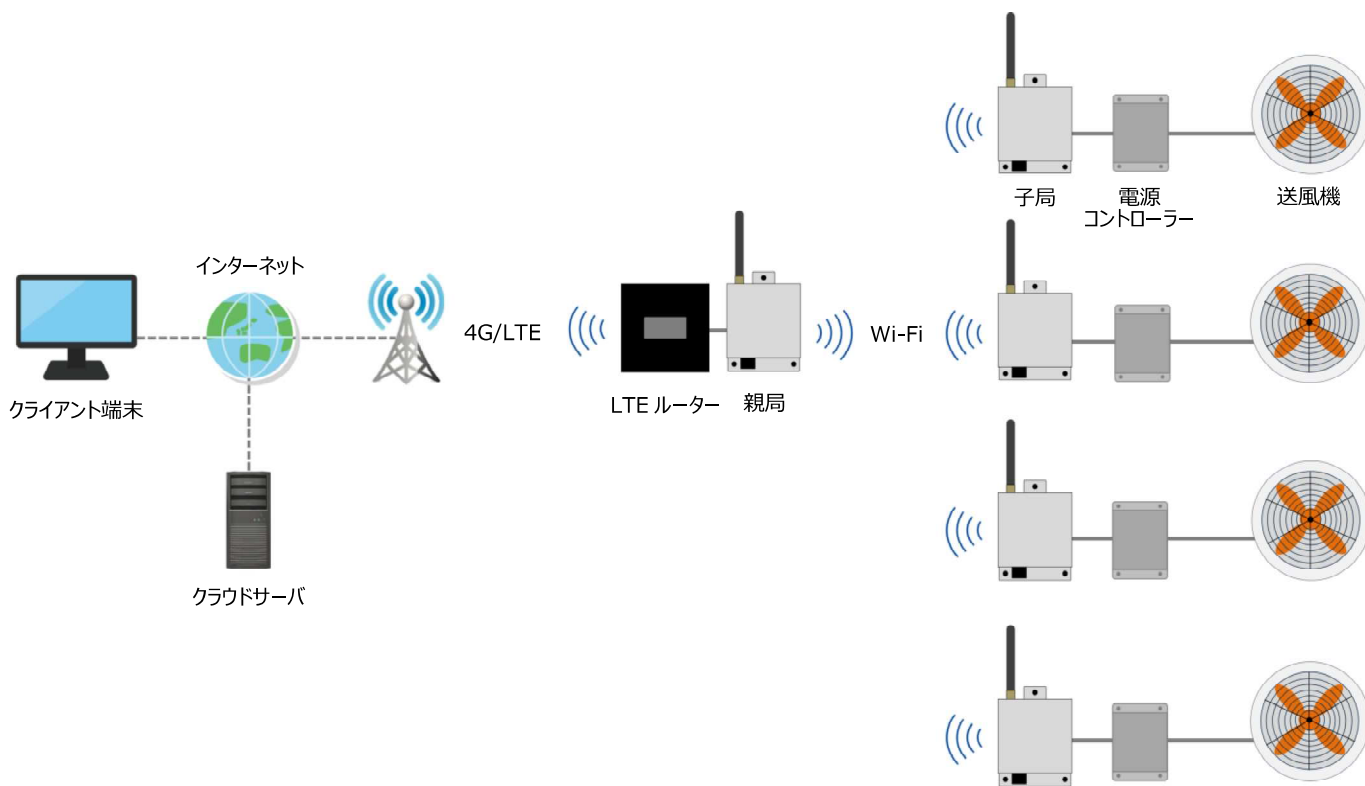 子局
電源
コントローラー
送風機
インターネット
4G/LTE
Wi-Fi
クライアント端末
LTE ルーター
親局
クラウドサーバ